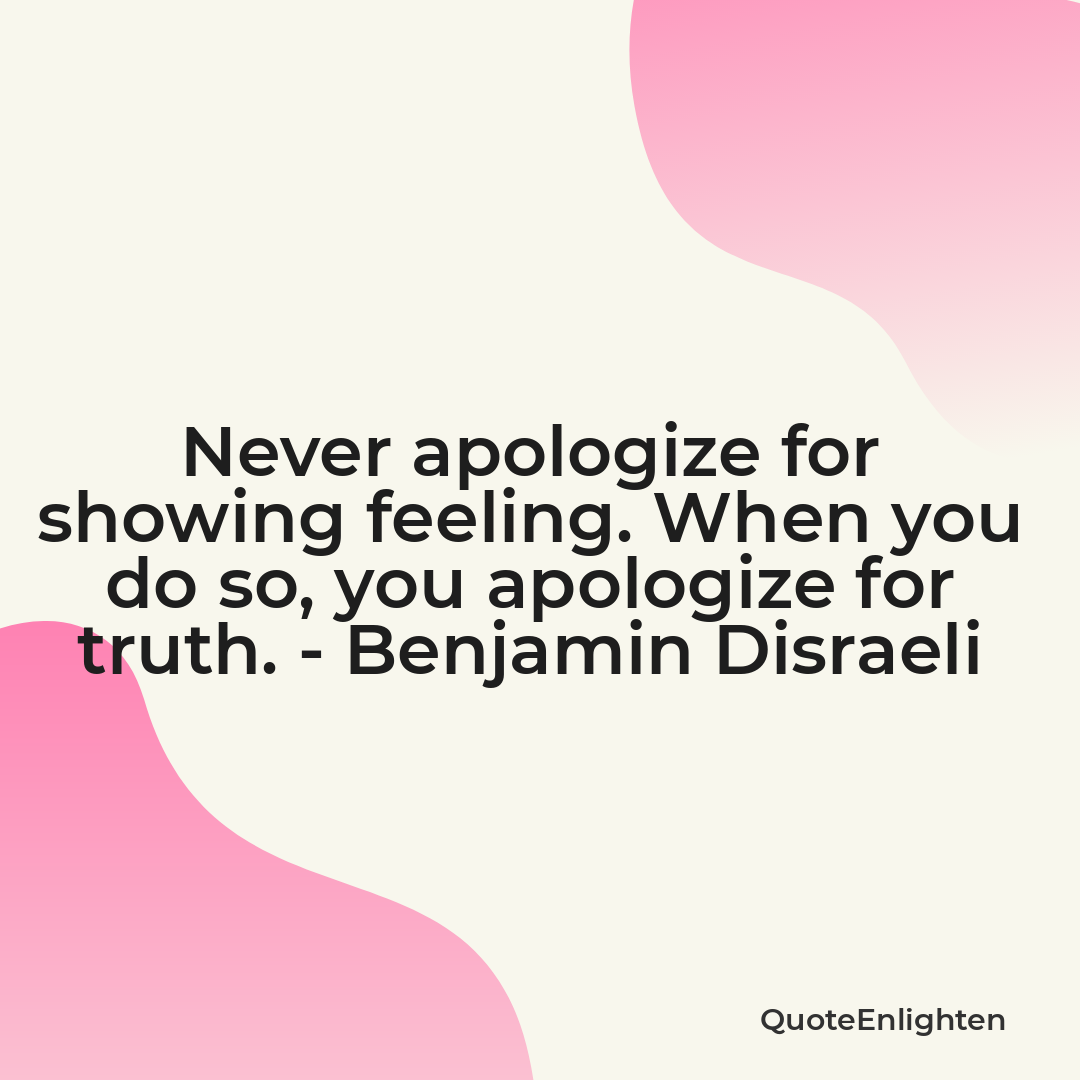 Never apologize for
showing feeling. When you
do so, you apologize for
truth. - Benjamin Disraeli
QuoteEnlighten